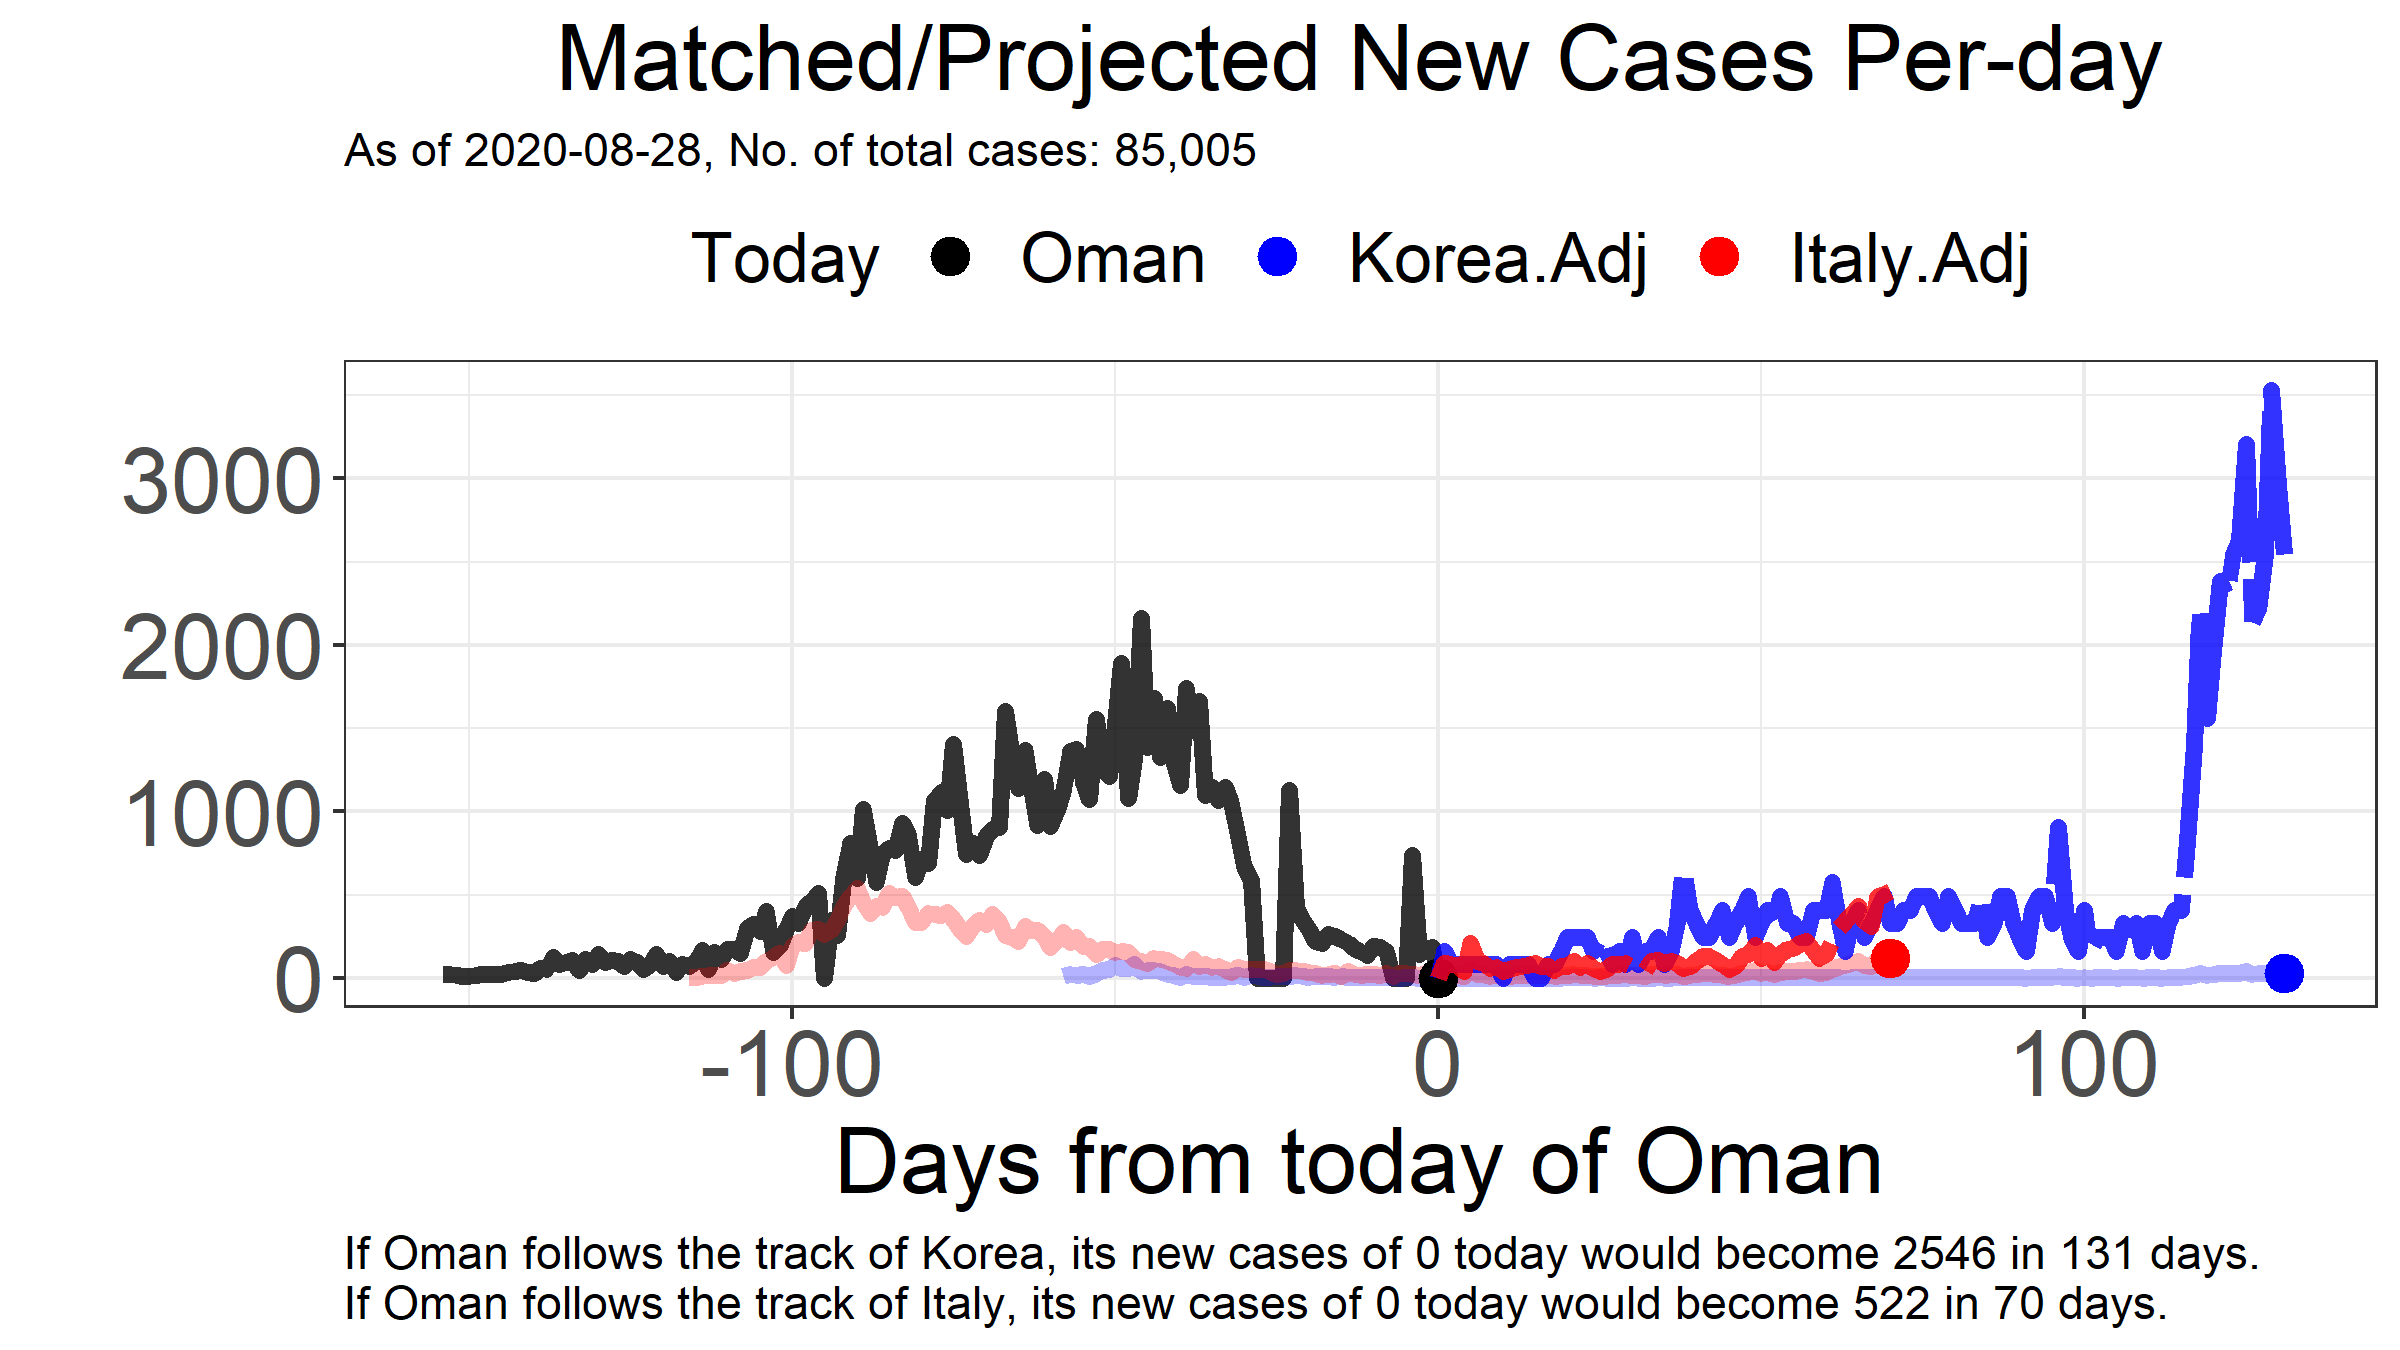 Matched/Projected New Cases Per-day
As of 2020-08-28, No. of total cases: 85,005
Today Oman Korea.Adj Italy.Adj
3000
2000
1000
0
-100 0 100
Days from today of Oman
If Oman follows the track of Korea, its new cases of 0 today would become 2546 in 131 days.
If Oman follows the track of Italy, its new cases of 0 today would become 522 in 70 days.